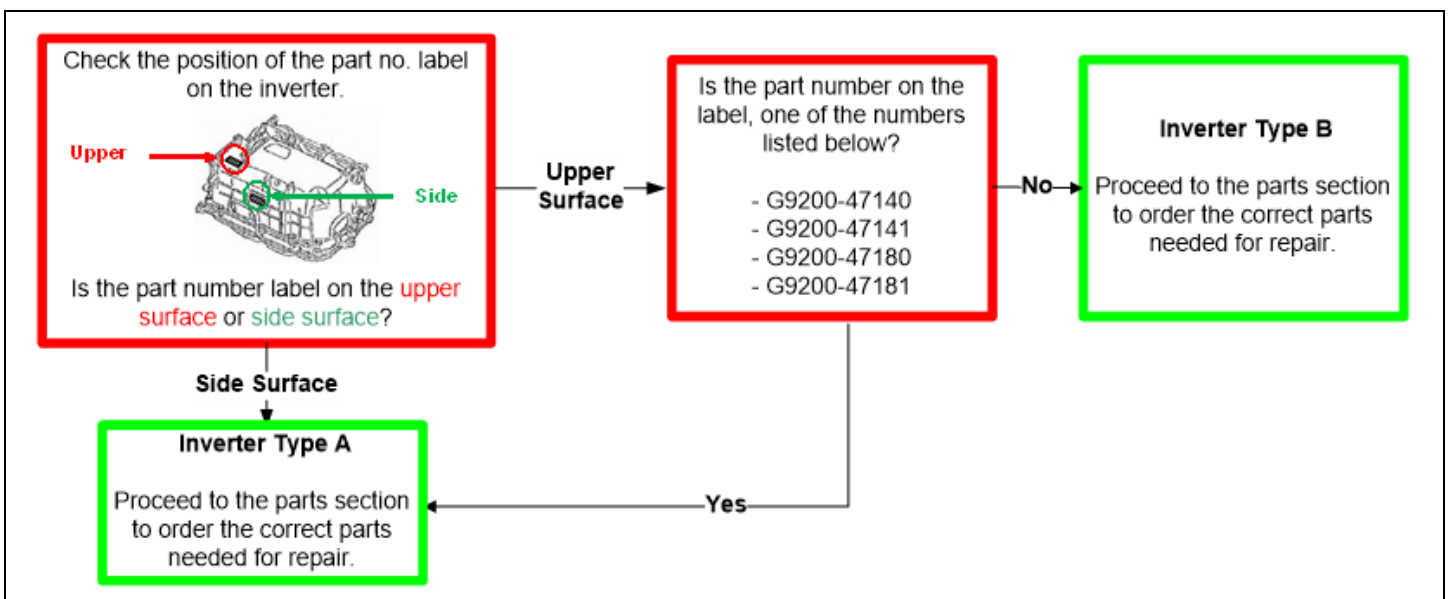 Check the position of the part no. label
on the inverter.
Upper
Side
Is the part number label on the upper
surface or side surface?
Upper
Surface
Is the part number on the
label, one of the numbers
listed below?
- G9200-47140
- G9200-47141
- G9200-47180
- G9200-47181
No
Inverter Type B
Proceed to the parts section
to order the correct parts
needed for repair.
Side Surface
Inverter Type A
Proceed to the parts section
to order the correct parts
needed for repair.
Yes